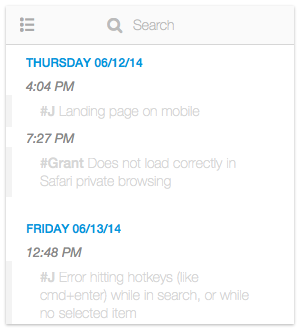 Search
THURSDAY 06/12/14
4:04 PM
#J Landing page on mobile
7:27 PM
#Grant Does not load correctly in
Safari private browsing
FRIDAY 06/13/14
12:48 PM
#J Error hitting hotkeys (like
cmd+enter) while in search, or while
no selected item